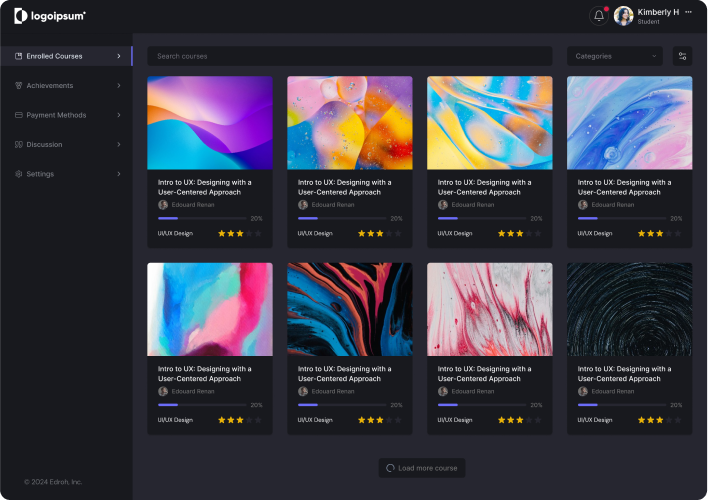 logoipsum
Kimberly H
Student
Enrolled Courses
Achievements
Payment Methods
Discussion
Settings
Search courses
Categories
Intro to UX: Designing with a
User-Centered Approach
Edouard Renan
20%
UI/UX Design
Intro to UX: Designing with a
User-Centered Approach
Edouard Renan
20%
UI/UX Design
Intro to UX: Designing with a
User-Centered Approach
Edouard Renan
20%
UI/UX Design
Intro to UX: Designing with a
User-Centered Approach
Edouard Renan
20%
UI/UX Design
Intro to UX: Designing with a
User-Centered Approach
Edouard Renan
20%
UI/UX Design
Intro to UX: Designing with a
User-Centered Approach
Edouard Renan
20%
UI/UX Design
Intro to UX: Designing with a
User-Centered Approach
Edouard Renan
20%
UI/UX Design
Intro to UX: Designing with a
User-Centered Approach
Edouard Renan
20%
UI/UX Design
Load more course
© 2024 Edroh, Inc.